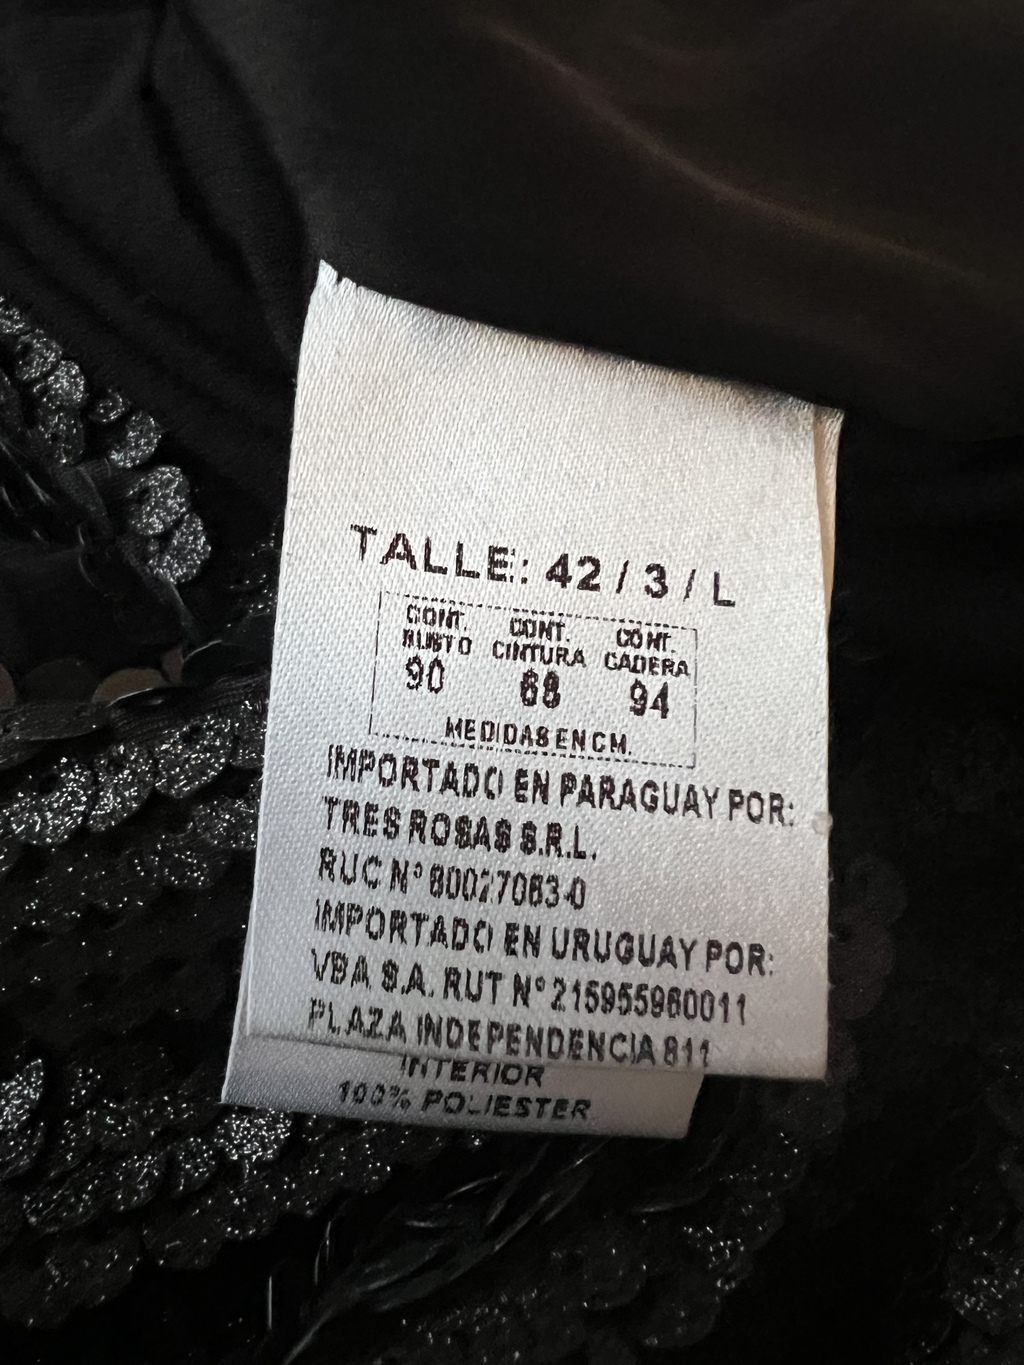 TALLE: 42 / 3 / L
CONT. CONT. CONT.
BUSTO CINTURA CADERA
90 68 94
MEDIDAS EN CM.
IMPORTADO EN PARAGUAY POR:
TRES ROSAS S.R.L.
RUC N° 80027063-0
IMPORTADO EN URUGUAY POR:
VBA S.A. RUT N° 215955960011
PLAZA INDEPENDENCIA 811
INTERIOR
100% POLIESTER